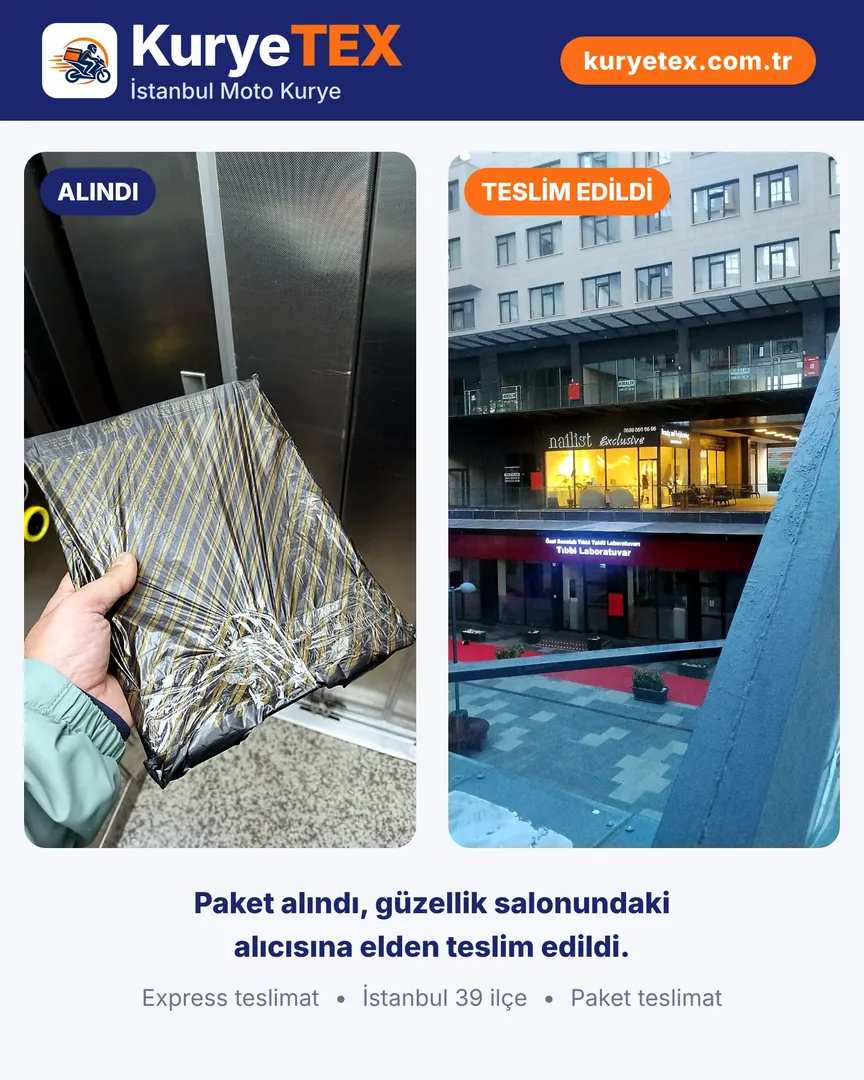 KuryeTEX
İstanbul Moto Kurye
kuryetex.com.tr
ALINDI
TESLİM EDİLDİ
nailist Exclusive
Tıbbi Laboratuvar
Paket alındı, güzellik salonundaki
alıcısına elden teslim edildi.
Express teslimat • İstanbul 39 ilçe • Paket teslimat